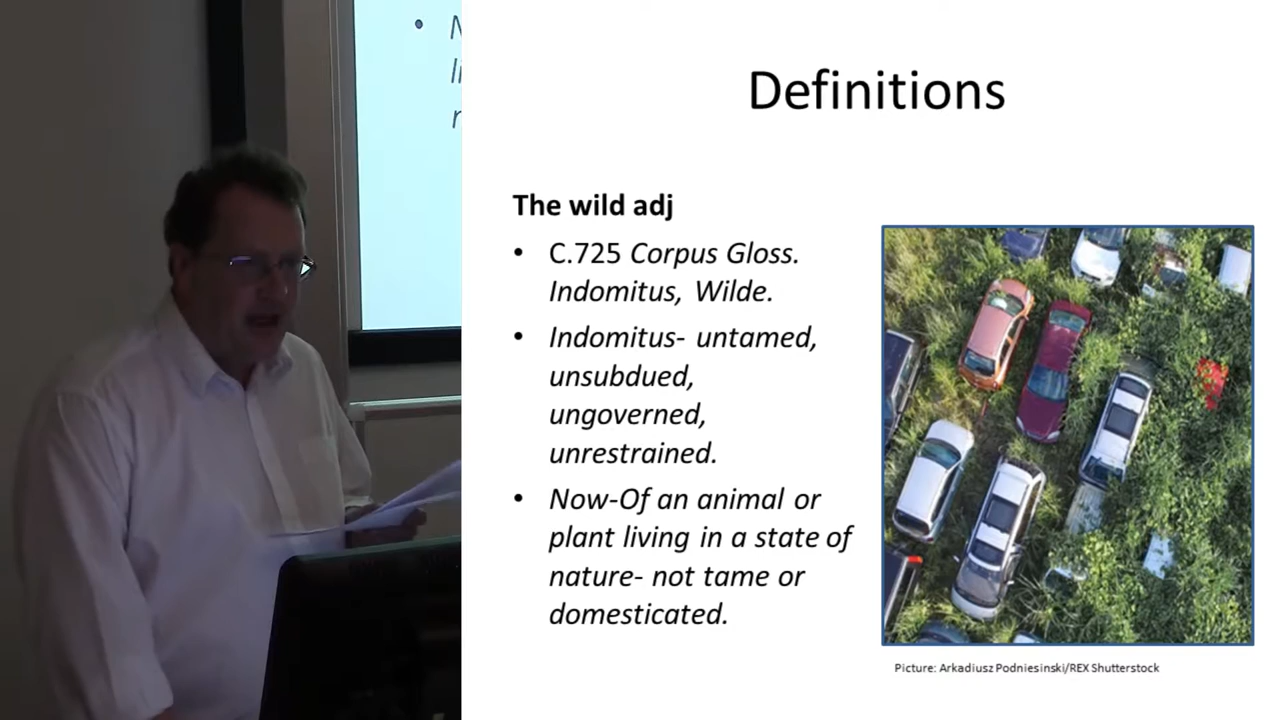 Definitions
The wild adj
• C.725 Corpus Gloss.
Indomitus, Wilde.
• Indomitus- untamed,
unsubdued,
ungoverned,
unrestrained.
• Now-Of an animal or
plant living in a state of
nature- not tame or
domesticated.
Picture: Arkadiusz Podniesinski/REX Shutterstock